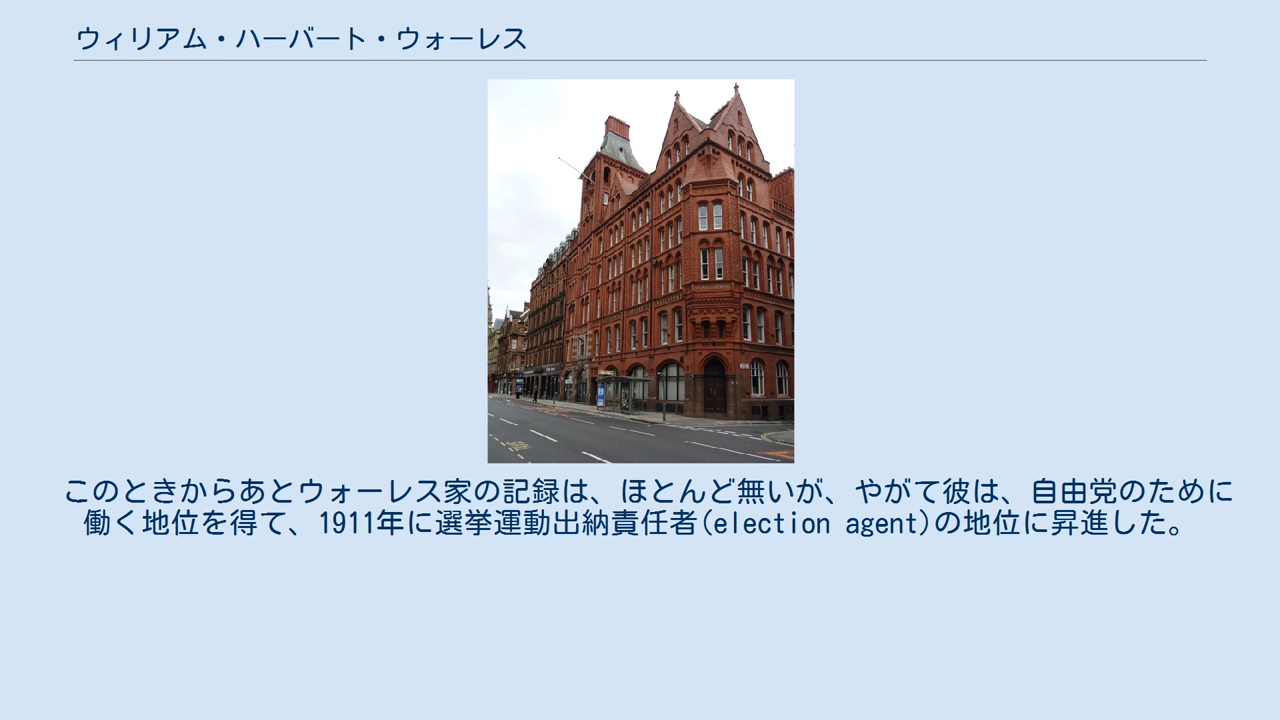 ウィリアム・ハーバート・ウォーレス
このときからあとウォーレス家の記録は、ほとんど無いが、やがて彼は、自由党のために
働く地位を得て、1911年に選挙運動出納責任者(election agent)の地位に昇進した。